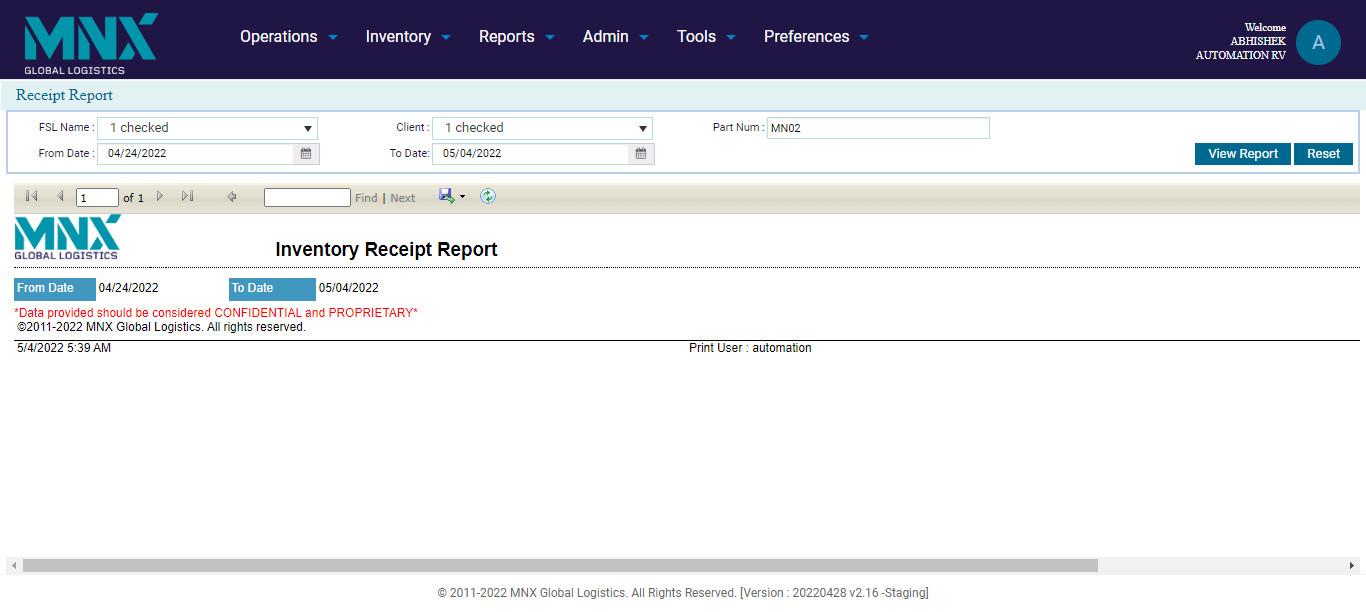 MNX
GLOBAL LOGISTICS
Operations Inventory Reports Admin Tools Preferences
Welcome
ABHISHEK
AUTOMATION RV
A
Receipt Report
FSL Name : 1 checked Client : 1 checked Part Num : MN02
From Date : 04/24/2022 To Date: 05/04/2022 View Report Reset
1 of 1 Find | Next
MNX
GLOBAL LOGISTICS
Inventory Receipt Report
From Date 04/24/2022 To Date 05/04/2022
*Data provided should be considered CONFIDENTIAL and PROPRIETARY*
©2011-2022 MNX Global Logistics. All rights reserved.
5/4/2022 5:39 AM Print User : automation
© 2011-2022 MNX Global Logistics. All Rights Reserved. [Version : 20220428 v2.16 -Staging]